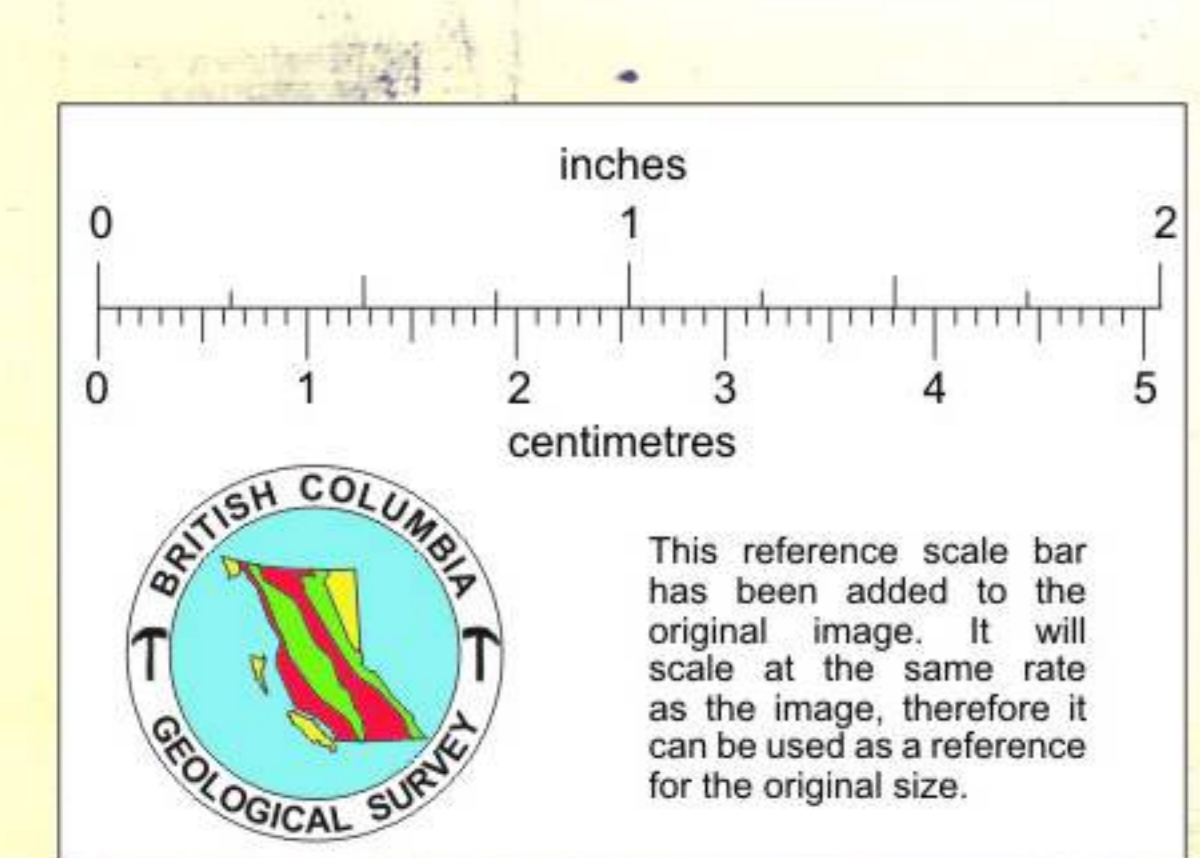 inches
0 1 2
0 1 2 3 4 5
centimetres
BRITISH COLUMBIA
GEOLOGICAL SURVEY
This reference scale bar
has been added to the
original image. It will
scale at the same rate
as the image, therefore it
can be used as a reference
for the original size.